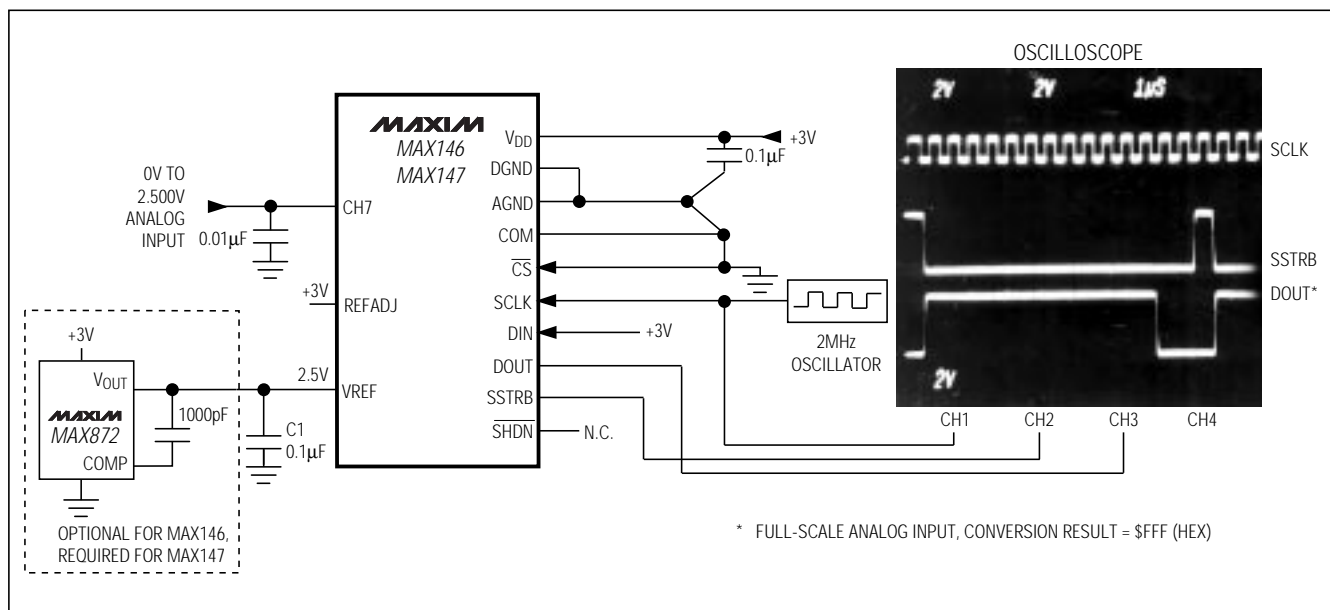 OSCILLOSCOPE
2V 2V 1µS
2V
SCLK
SSTRB
DOUT*
CH1 CH2 CH3 CH4
MAXIM
MAX146
MAX147
0V TO
2.500V
ANALOG
INPUT
0.01µF
CH7
+3V
REFADJ
2.5V
VREF
C1
0.1µF
VDD
DGND
AGND
COM
CS
SCLK
DIN
DOUT
SSTRB
SHDN
+3V
0.1µF
+3V
N.C.
2MHz
OSCILLATOR
+3V
VOUT
MAXIM
MAX872
COMP
1000pF
OPTIONAL FOR MAX146,
REQUIRED FOR MAX147
* FULL-SCALE ANALOG INPUT, CONVERSION RESULT = $FFF (HEX)